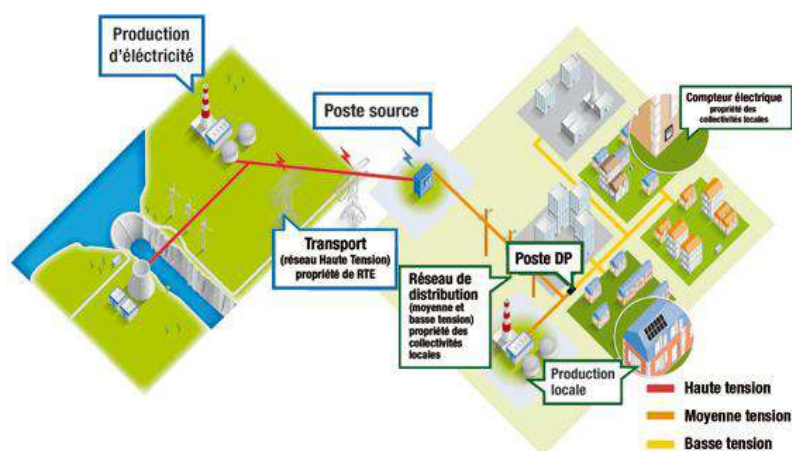 Production
d'éléctricité
Poste source
Compteur électrique
propriété des
collectivités locales
Transport
(réseau Haute Tension)
propriété de RTE
Poste DP
Réseau de
distribution
(moyenne et
basse tension)
propriété des
collectivités
locales
Production
locale
Haute tension
Moyenne tension
Basse tension